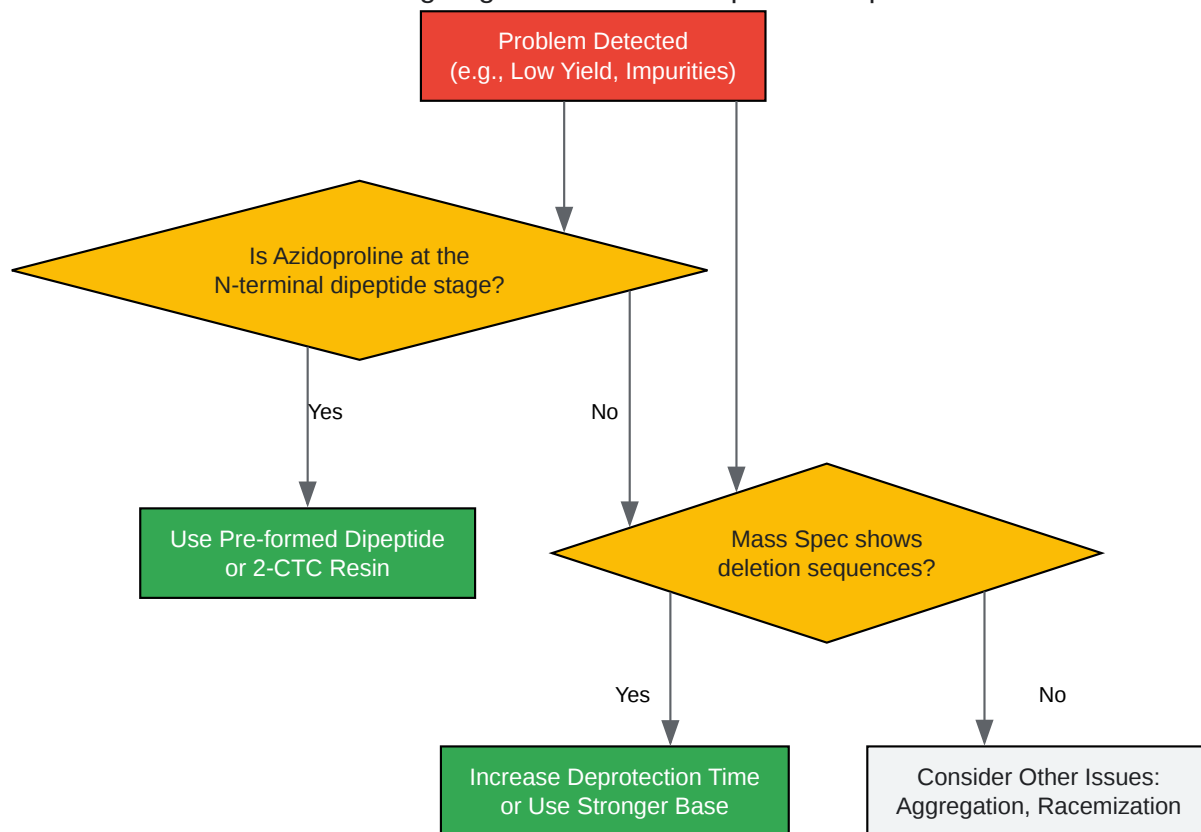 Problem Detected
(e.g., Low Yield, Impurities)
Is Azidoproline at the
N-terminal dipeptide stage?
Yes
No
Use Pre-formed Dipeptide
or 2-CTC Resin
Mass Spec shows
deletion sequences?
Yes
No
Increase Deprotection Time
or Use Stronger Base
Consider Other Issues:
Aggregation, Racemization